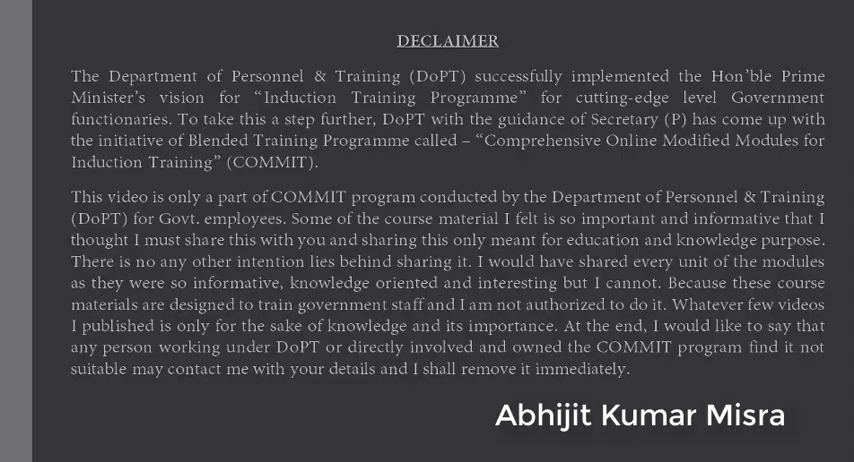 DECLAIMER
The Department of Personnel & Training (DoPT) successfully implemented the Hon’ble Prime
Minister’s vision for “Induction Training Programme” for cutting-edge level Government
functionaries. To take this a step further, DoPT with the guidance of Secretary (P) has come up with
the initiative of Blended Training Programme called – “Comprehensive Online Modified Modules for
Induction Training” (COMMIT).
This video is only a part of COMMIT program conducted by the Department of Personnel & Training
(DoPT) for Govt. employees. Some of the course material I felt is so important and informative that I
thought I must share this with you and sharing this only meant for education and knowledge purpose.
There is no any other intention lies behind sharing it. I would have shared every unit of the modules
as they were so informative, knowledge oriented and interesting but I cannot. Because these course
materials are designed to train government staff and I am not authorized to do it. Whatever few videos
I published is only for the sake of knowledge and its importance. At the end, I would like to say that
any person working under DoPT or directly involved and owned the COMMIT program find it not
suitable may contact me with your details and I shall remove it immediately.
Abhijit Kumar Misra